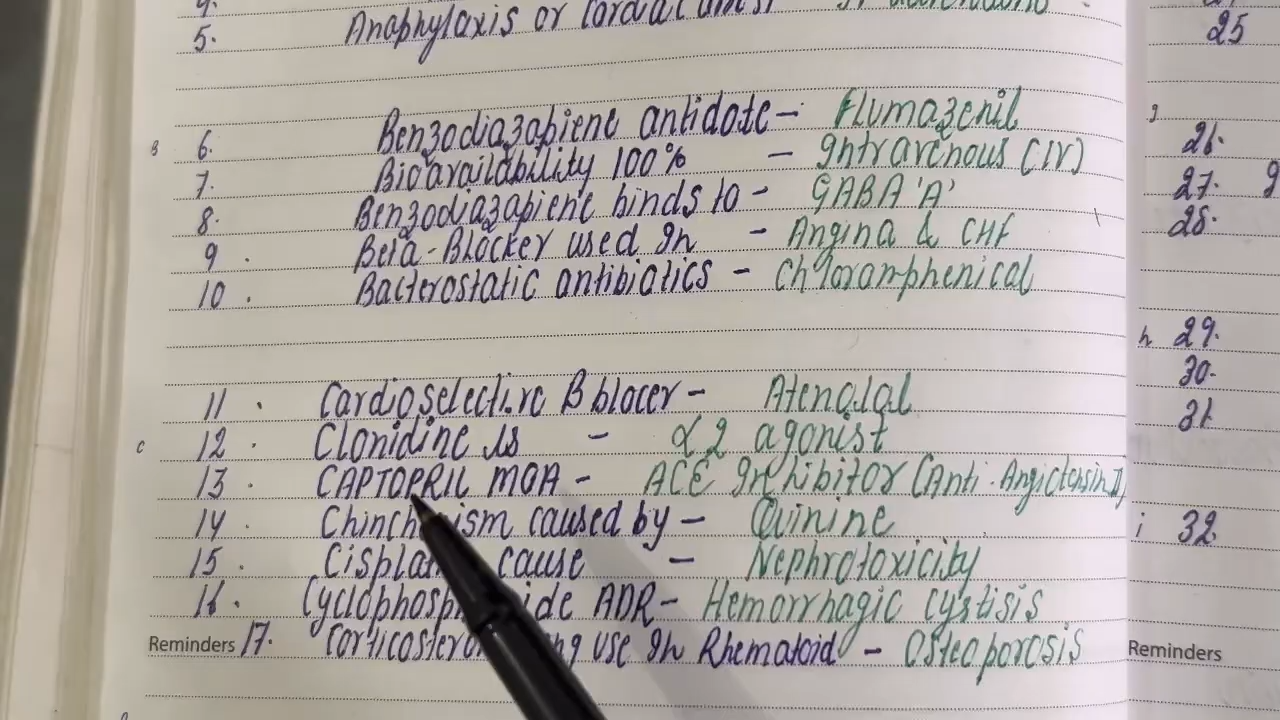 5. Anaphylaxis or
25
B 6. Benzodiazapiene antidote - Flumazenil
7. Bioavailability 100% - Intravenous (IV)
8. Benzodiazapiene binds to - GABA 'A'
9. Beta-Blocker used In - Angina & CHF
10. Bacterostatic antibiotics - Chloramphenical
C 11. Cardioselective B blocer - Atenalal
12. Clonidine is - α2 agonist
13. CAPTOPRIL MOA - ACE Inhibitor (Anti. Angiotensin II)
14. caused by - Quinine
15. cause - Nephrotoxicity
16. ADR - Hemorrhagic Cystisis
Reminders 17. use In Rhematoid - Osteoporosis
26.
27.
28.
h 29.
30.
31.
i 32.
Reminders